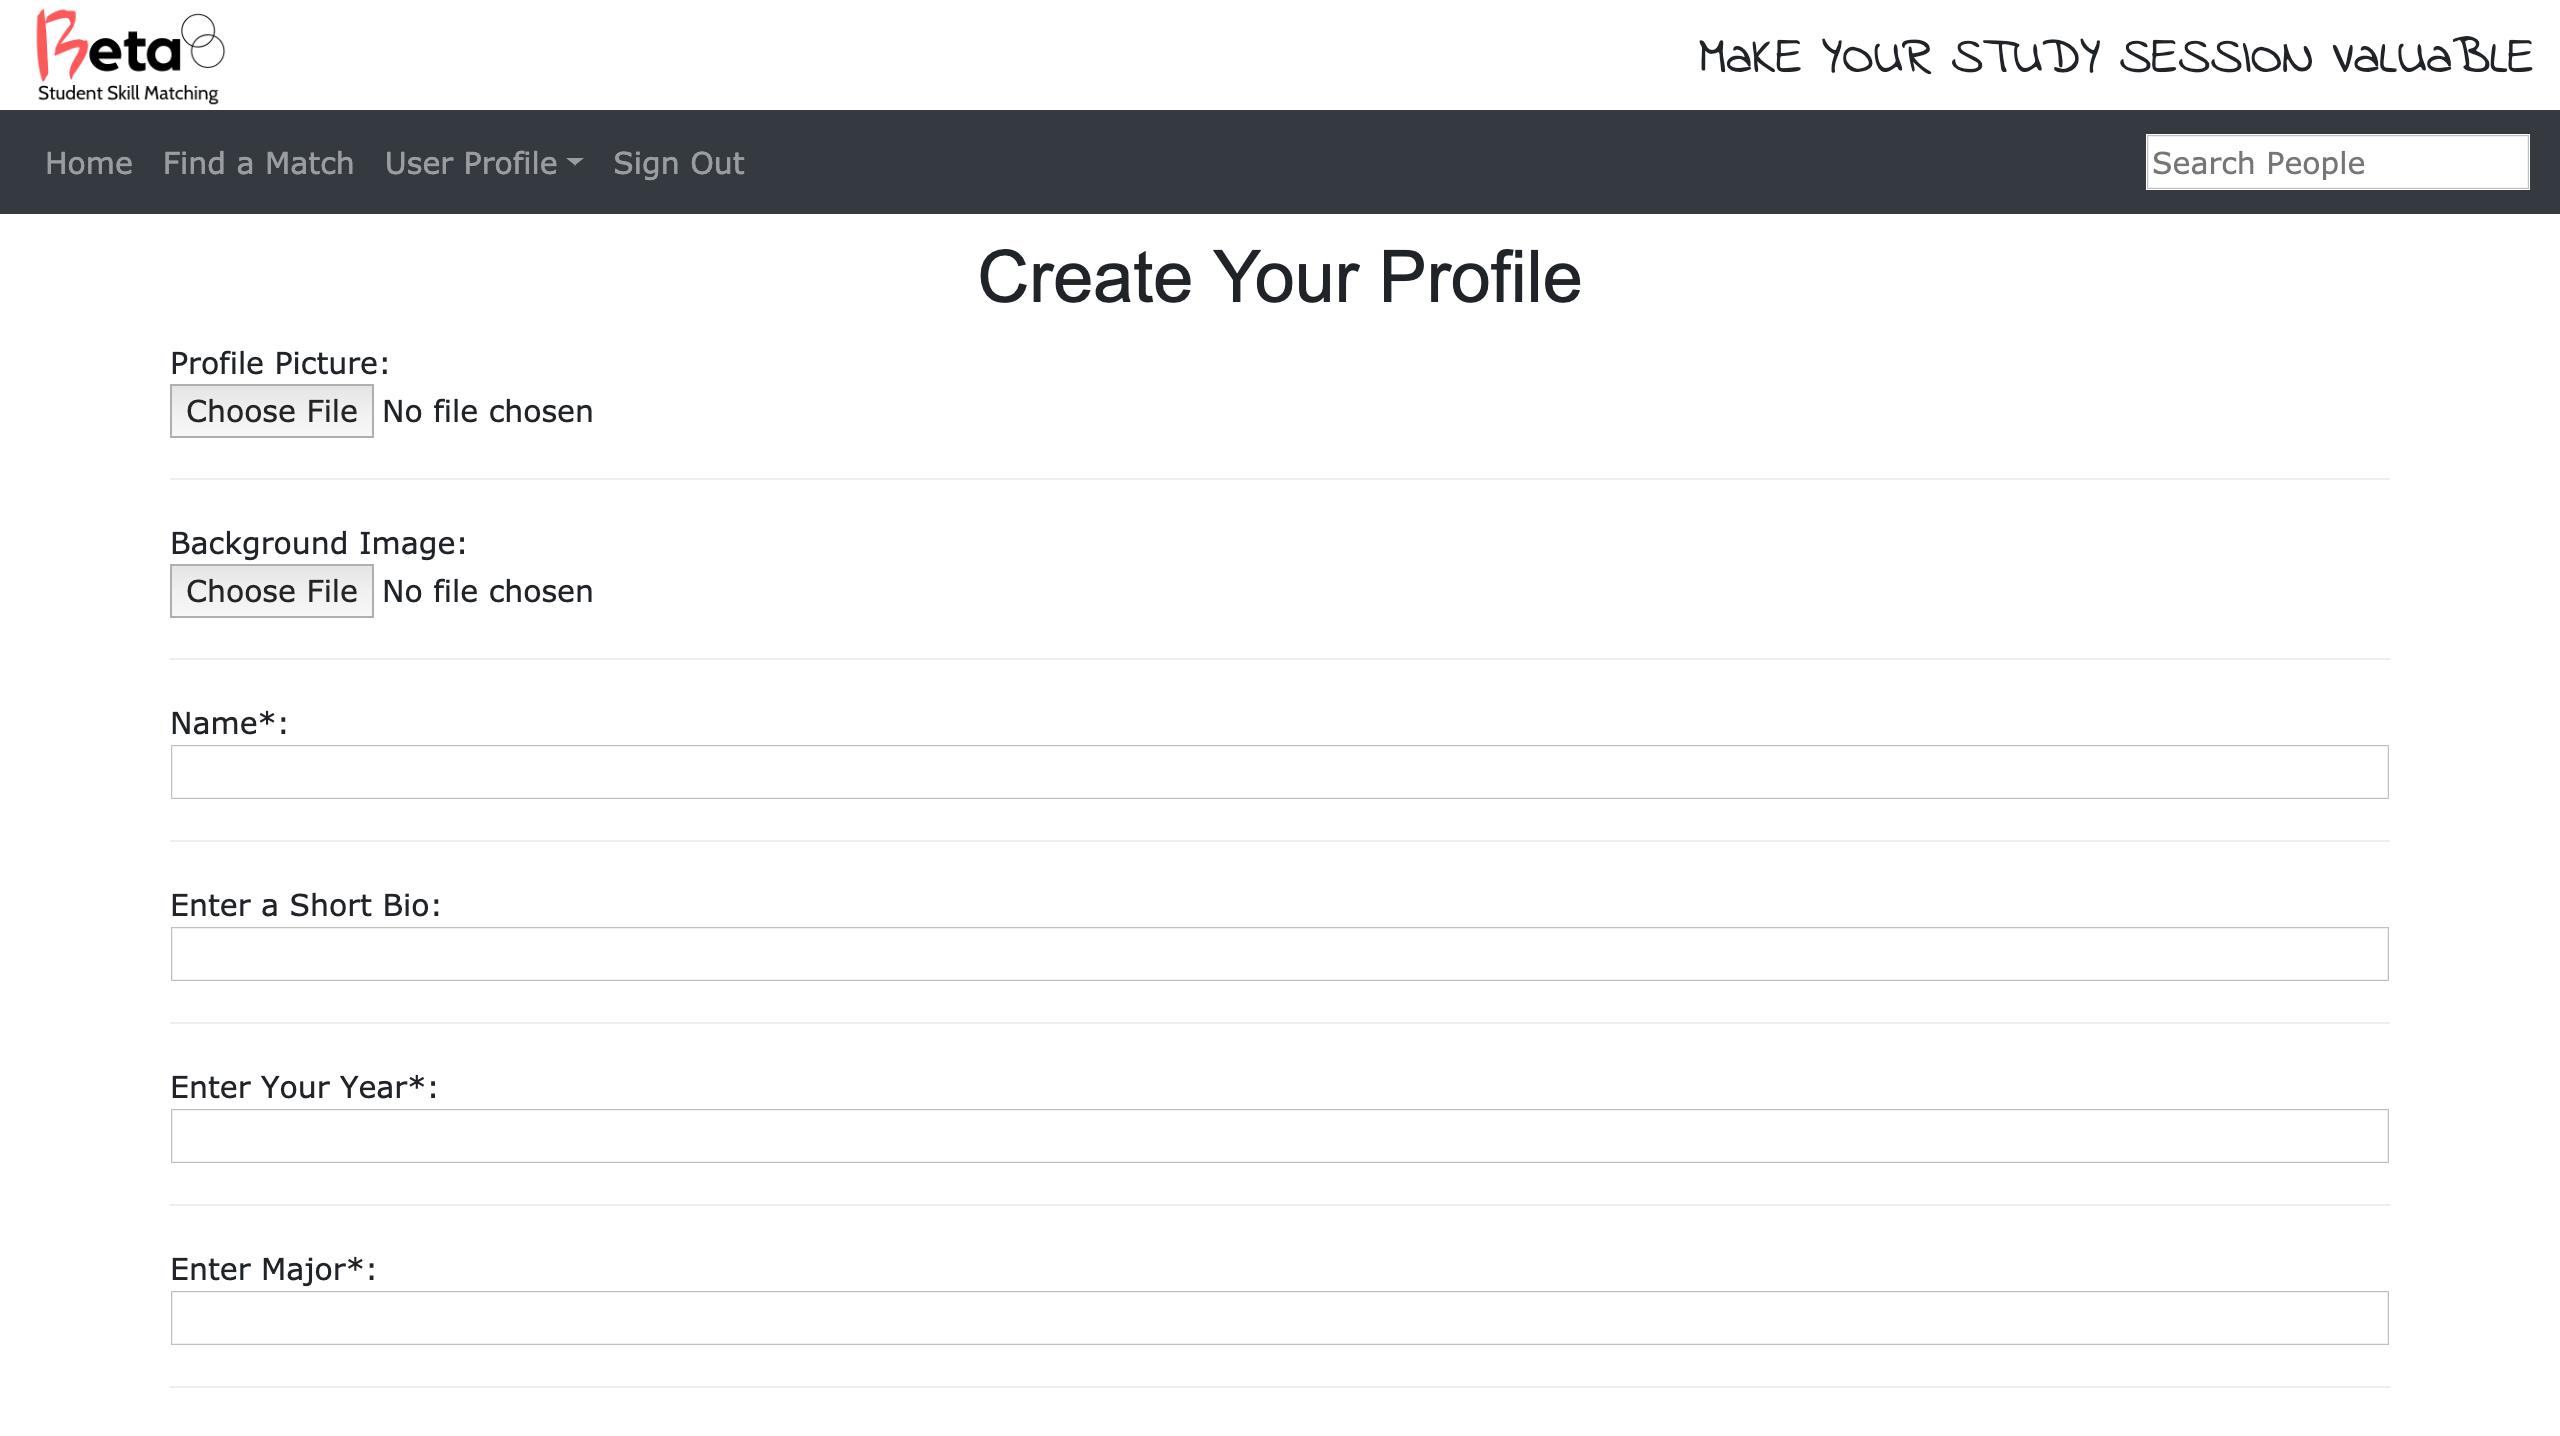 Beta
Student Skill Matching
MaKE YOUR STUDY SESSION ValuaBLE
Home Find a Match User Profile Sign Out Search People
Create Your Profile
Profile Picture:
Choose File No file chosen
Background Image:
Choose File No file chosen
Name*:
Enter a Short Bio:
Enter Your Year*:
Enter Major*: